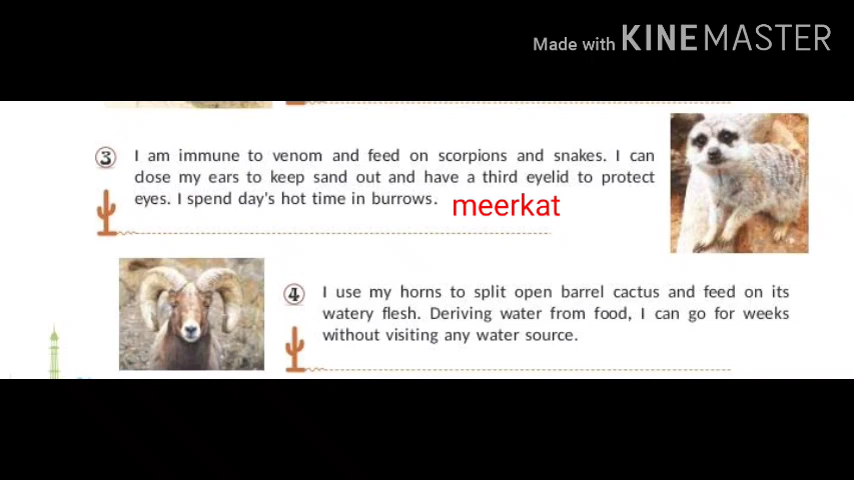 Made with KINEMASTER
3 I am immune to venom and feed on scorpions and snakes. I can
close my ears to keep sand out and have a third eyelid to protect
eyes. I spend day's hot time in burrows. meerkat
4 I use my horns to split open barrel cactus and feed on its
watery flesh. Deriving water from food, I can go for weeks
without visiting any water source.